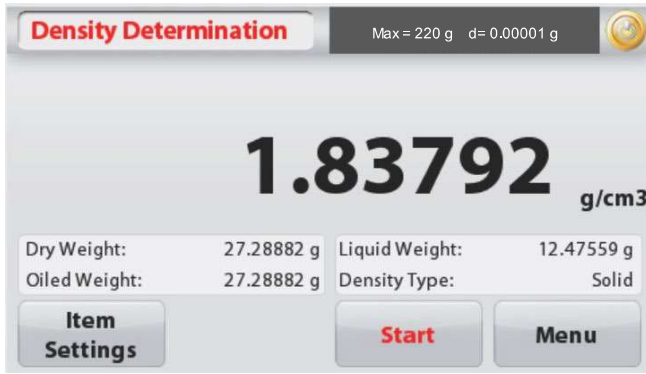 Density Determination
Max = 220 g d= 0.00001 g
1.83792 g/cm3
Dry Weight: 27.28882 g Liquid Weight: 12.47559 g
Oiled Weight: 27.28882 g Density Type: Solid
Item
Settings
Start
Menu